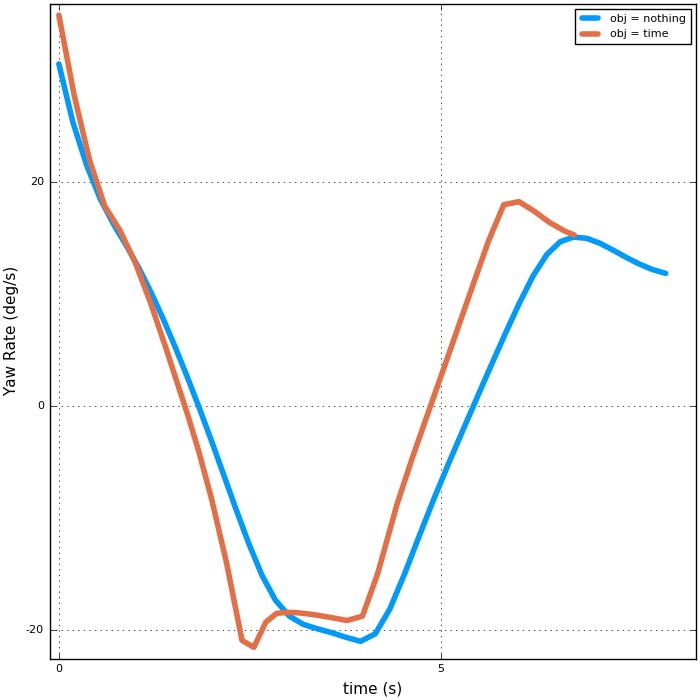 obj = nothing
obj = time
Yaw Rate (deg/s)
20
0
-20
0
5
time (s)